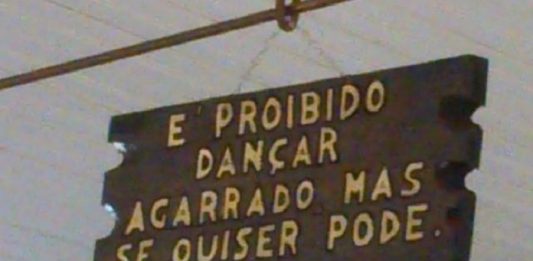 E' PROIBIDO
DANÇAR
AGARRADO MAS
SE QUISER PODE.